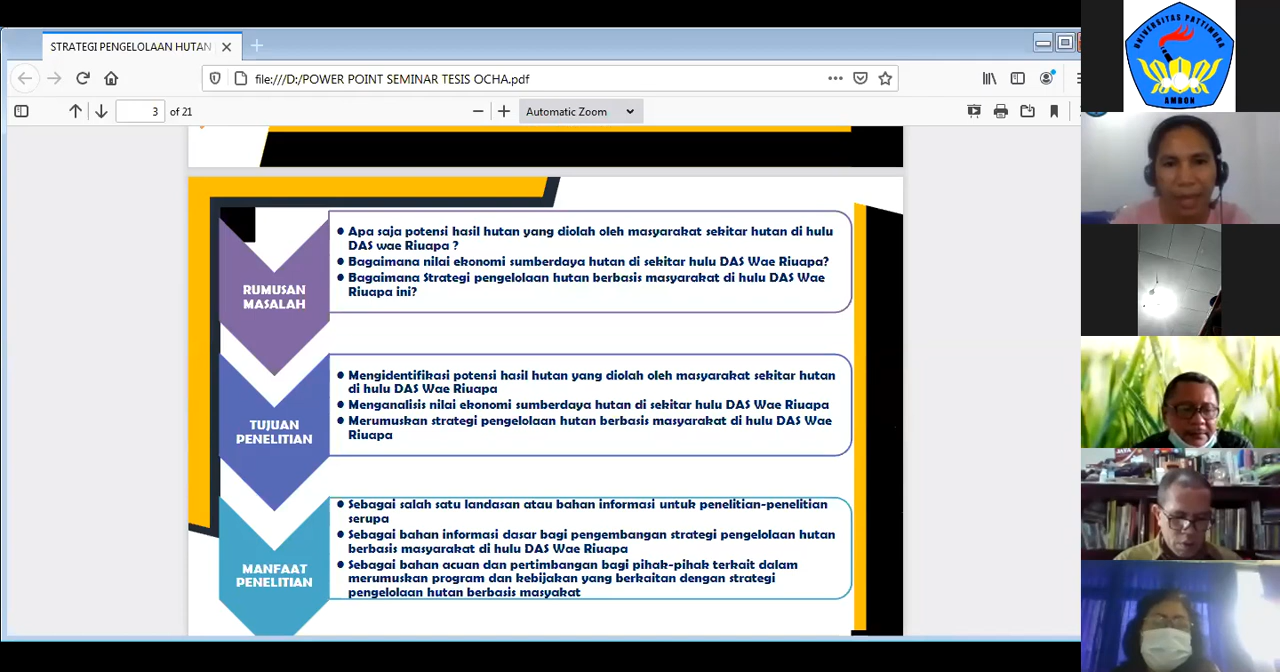 STRATEGI PENGELOLAAN HUTAN
file:///D:/POWER POINT SEMINAR TESIS OCHA.pdf
3 of 21
Automatic Zoom
RUMUSAN
MASALAH
Apa saja potensi hasil hutan yang diolah oleh masyarakat sekitar hutan di hulu
DAS wae Riuapa ?
Bagaimana nilai ekonomi sumberdaya hutan di sekitar hulu DAS Wae Riuapa?
Bagaimana Strategi pengelolaan hutan berbasis masyarakat di hulu DAS Wae
Riuapa ini?
TUJUAN
PENELITIAN
Mengidentifikasi potensi hasil hutan yang diolah oleh masyarakat sekitar hutan
di hulu DAS Wae Riuapa
Menganalisis nilai ekonomi sumberdaya hutan di sekitar hulu DAS Wae Riuapa
Merumuskan strategi pengelolaan hutan berbasis masyarakat di hulu DAS Wae
Riuapa
MANFAAT
PENELITIAN
Sebagai salah satu landasan atau bahan informasi untuk penelitian-penelitian
serupa
Sebagai bahan informasi dasar bagi pengembangan strategi pengelolaan hutan
berbasis masyarakat di hulu DAS Wae Riuapa
Sebagai bahan acuan dan pertimbangan bagi pihak-pihak terkait dalam
merumuskan program dan kebijakan yang berkaitan dengan strategi
pengelolaan hutan berbasis masyakat
UNIVERSITAS PATTIMURA
AMBON